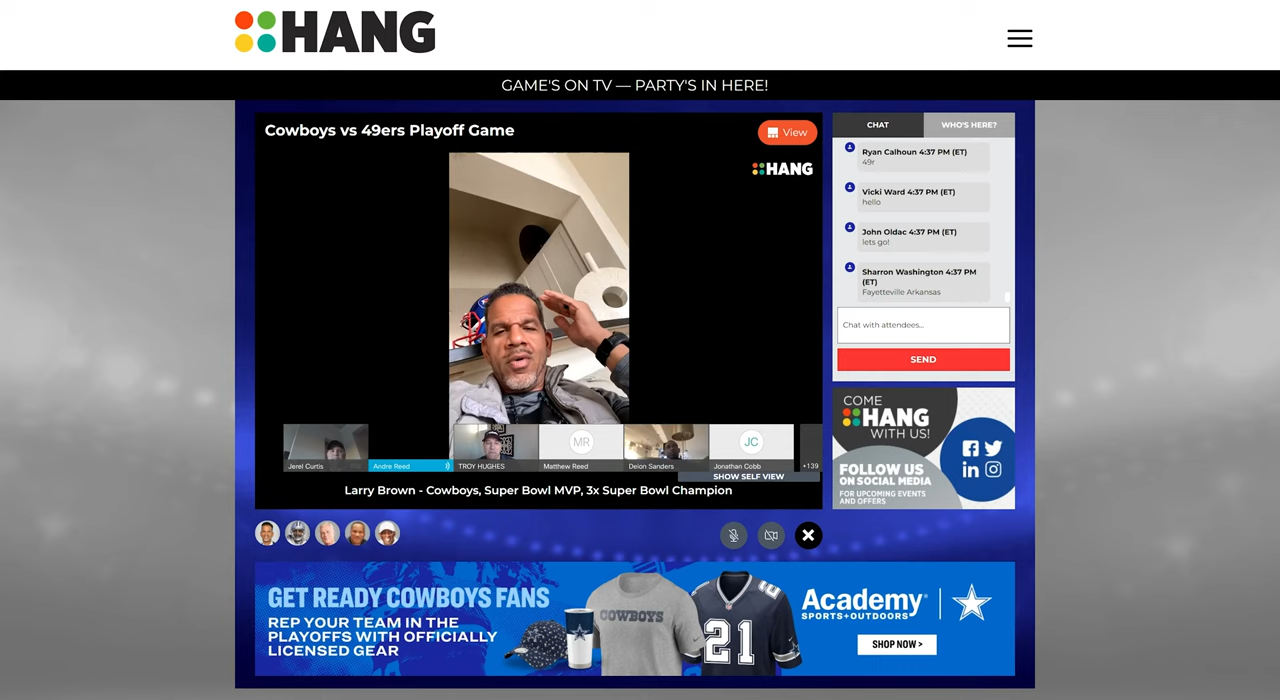 HANG
GAME'S ON TV — PARTY'S IN HERE!
Cowboys vs 49ers Playoff Game
View
HANG
Jerel Curtis
Andre Reed
TROY HUGHES
MR
Matthew Reed
Deion Sanders
JC
Jonathan Cobb
+139
SHOW SELF VIEW
Larry Brown - Cowboys, Super Bowl MVP, 3x Super Bowl Champion
CHAT
WHO'S HERE?
Ryan Calhoun 4:37 PM (ET)
49r
Vicki Ward 4:37 PM (ET)
hello
John Oldac 4:37 PM (ET)
lets go!
Sharron Washington 4:37 PM
(ET)
Fayetteville Arkansas
Chat with attendees...
SEND
COME
HANG
WITH US!
FOLLOW US
ON SOCIAL MEDIA
FOR UPCOMING EVENTS
AND OFFERS
GET READY COWBOYS FANS
REP YOUR TEAM IN THE
PLAYOFFS WITH OFFICIALLY
LICENSED GEAR
COWBOYS
21
Academy
SPORTS+OUTDOORS
SHOP NOW >